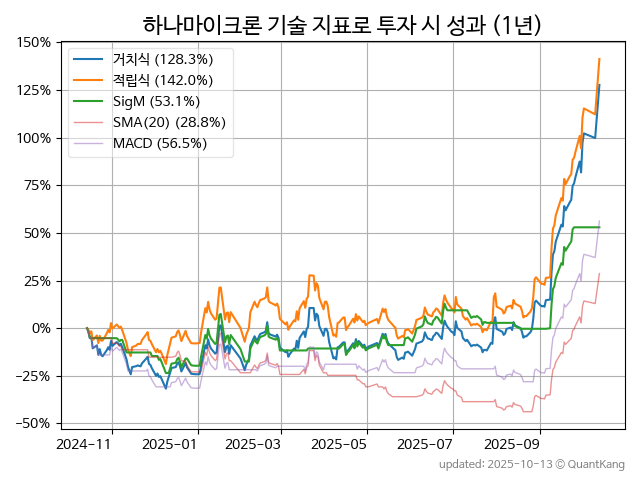 하나마이크론 기술 지표로 투자 시 성과 (1년)
150%
125%
100%
75%
50%
25%
0%
−25%
−50%
거치식 (128.3%)
적립식 (142.0%)
SigM (53.1%)
SMA(20) (28.8%)
MACD (56.5%)
2024-11
2025-01
2025-03
2025-05
2025-07
2025-09
updated: 2025-10-13 © QuantKang